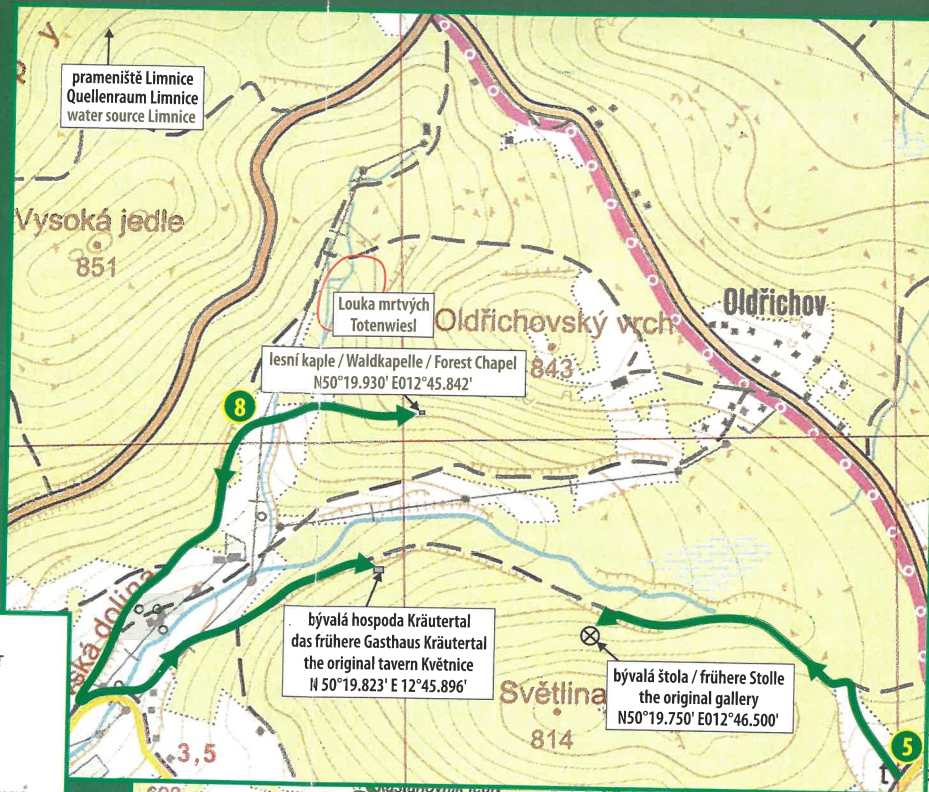 y
prameniště Limnice
Quellenraum Limnice
water source Limnice
Vysoká jedle
851
Louka mrtvých
Totenwiesl
Oldřichov
Oldřichovský vrch
843
lesní kaple / Waldkapelle / Forest Chapel
N50°19.930' E012°45.842'
8
ská dolina
bývalá hospoda Kräutertal
das frühere Gasthaus Kräutertal
the original tavern Květnice
N 50°19.823' E 12°45.896'
bývalá štola / frühere Stolle
the original gallery
N50°19.750' E012°46.500'
Světlina
814
3,5
5